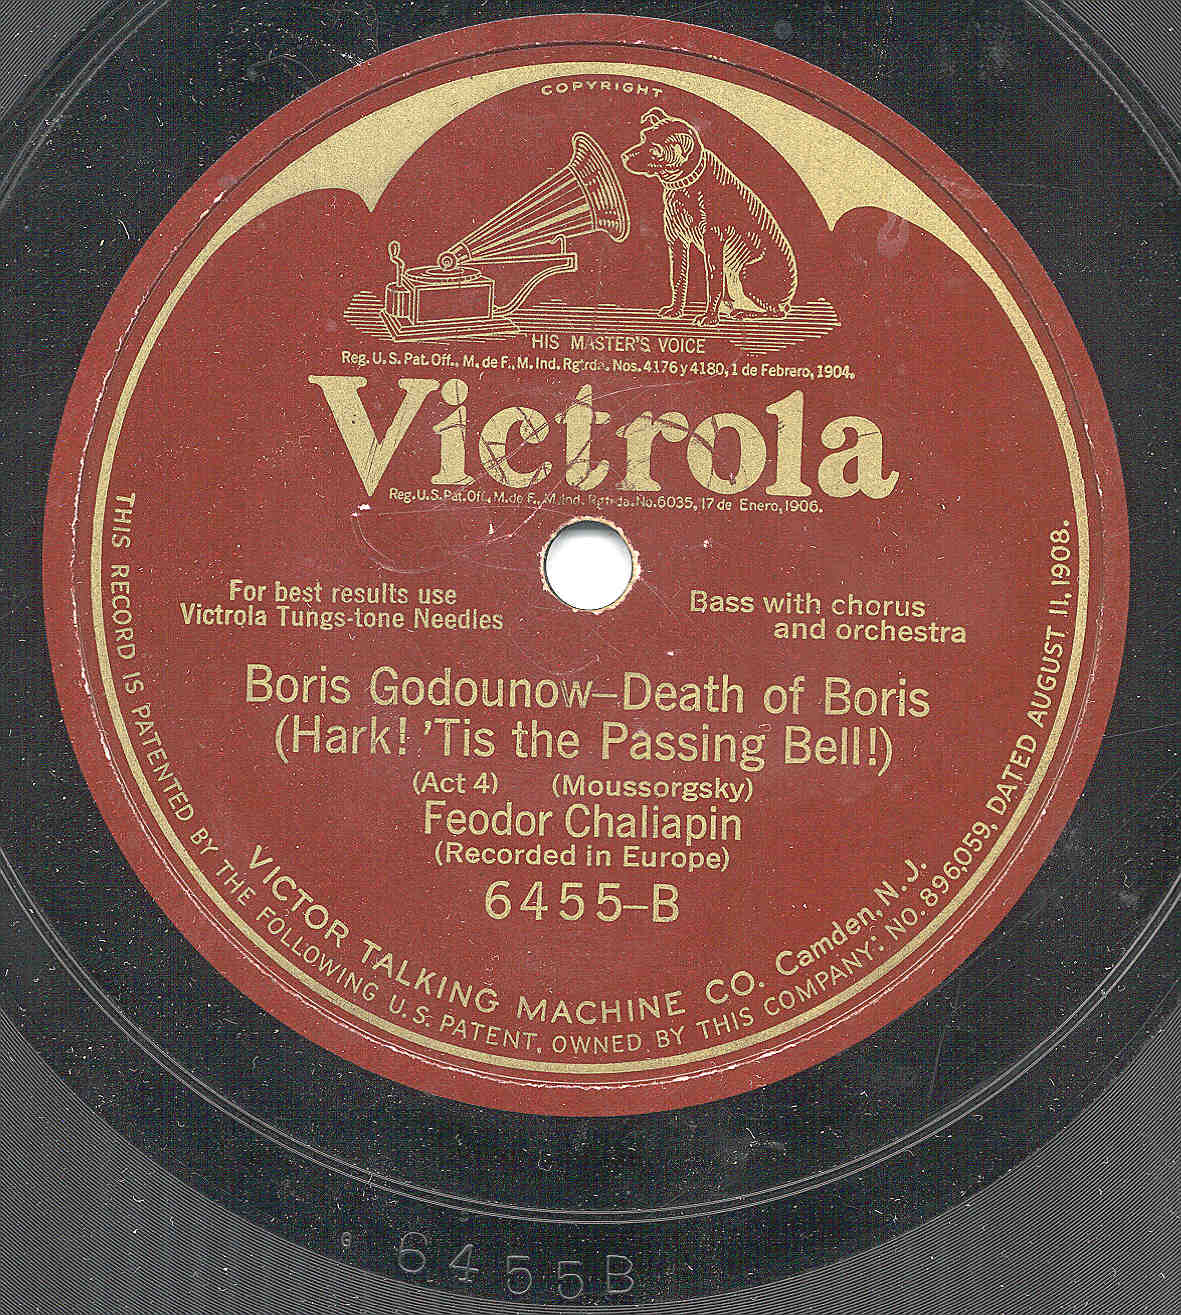 COPYRIGHT
"HIS MASTER'S VOICE
Reg. U.S. Pat. Off., M. de F., M. Ind. Rgtrda. Nos. 4176 y 4180, 1 de Febrero, 1904.
Victrola
Reg. U.S. Pat. Off., M. de F., M. Ind. Rgtrda. No. 6035, 17 de Enero, 1906.
For best results use
Victrola Tungs-tone Needles
Bass with chorus
and orchestra
Boris Godounow–Death of Boris
(Hark! 'Tis the Passing Bell!)
(Act 4) (Moussorgsky)
Feodor Chaliapin
(Recorded in Europe)
6455–B
VICTOR TALKING MACHINE CO. Camden, N. J.
THIS RECORD IS PATENTED BY THE FOLLOWING U.S. PATENT, OWNED BY THIS COMPANY: NO. 896,059, DATED AUGUST 11, 1908.
6455B